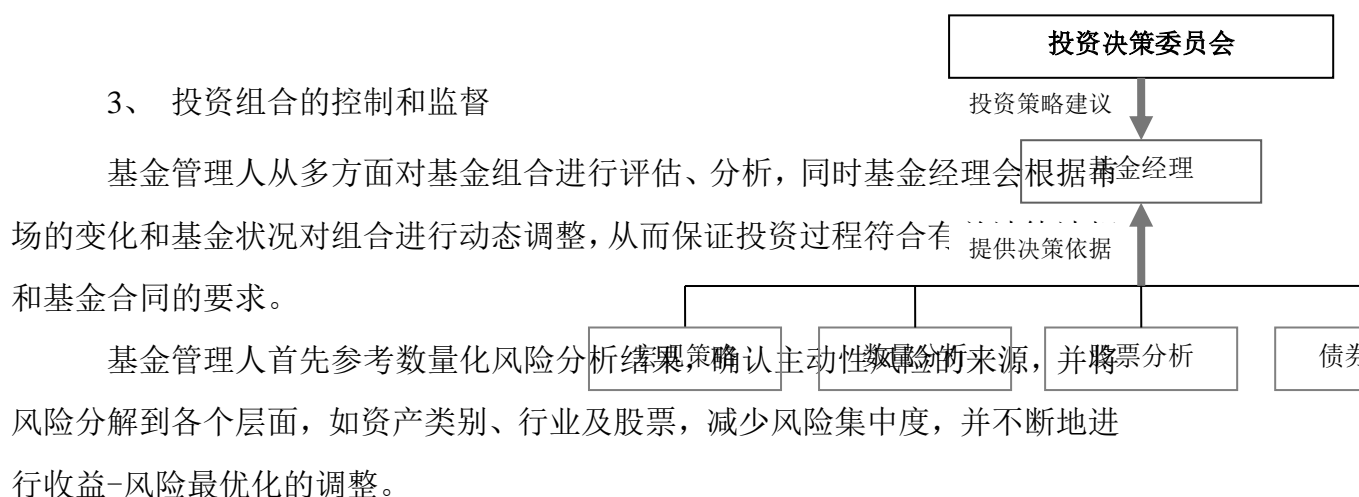 投资决策委员会
3、 投资组合的控制和监督
投资策略建议
基金管理人从多方面对基金组合进行评估、分析，同时基金经理会根据市
基金经理
场的变化和基金状况对组合进行动态调整，从而保证投资过程符合有
提供决策依据
和基金合同的要求。
基金管理人首先参考数量化风险分析结果，确认主动性风险的来源，并将
宏观策略
数量分析
股票分析
债券
风险分解到各个层面，如资产类别、行业及股票，减少风险集中度，并不断地进
行收益-风险最优化的调整。